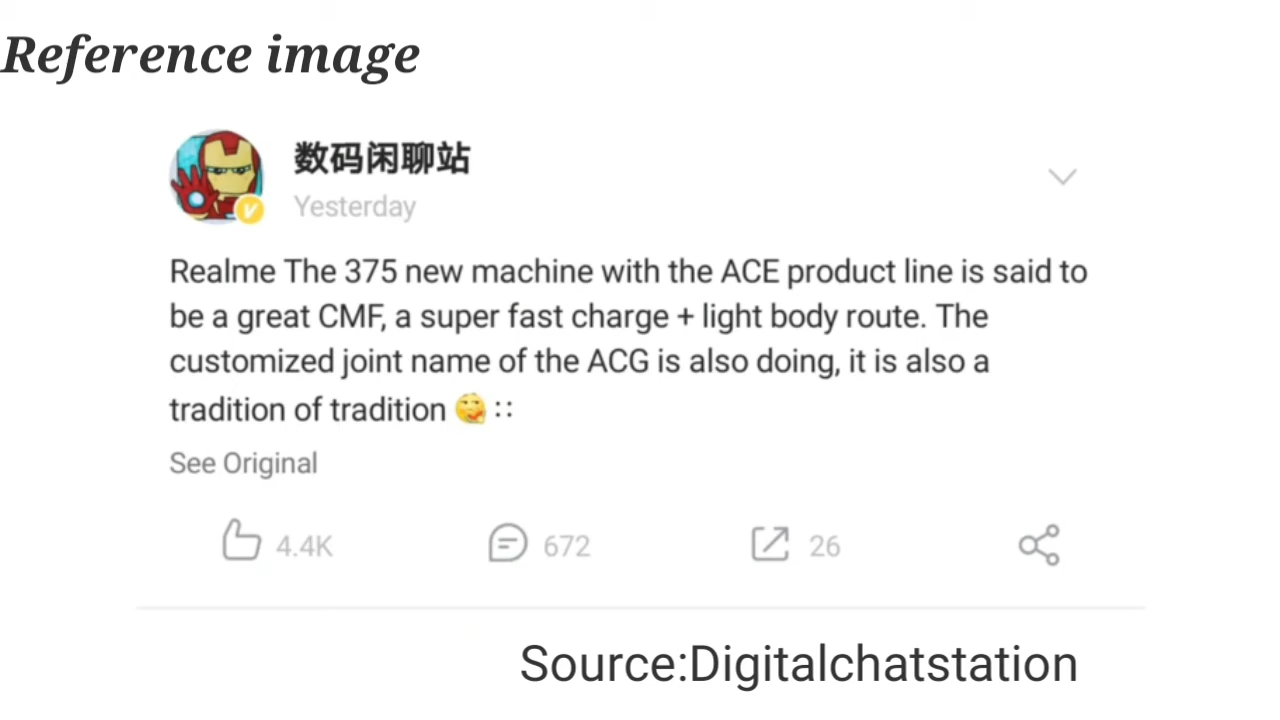 Reference image
数码闲聊站
Yesterday
Realme The 375 new machine with the ACE product line is said to
be a great CMF, a super fast charge + light body route. The
customized joint name of the ACG is also doing, it is also a
tradition of tradition ::
See Original
4.4K 672 26
Source:Digitalchatstation